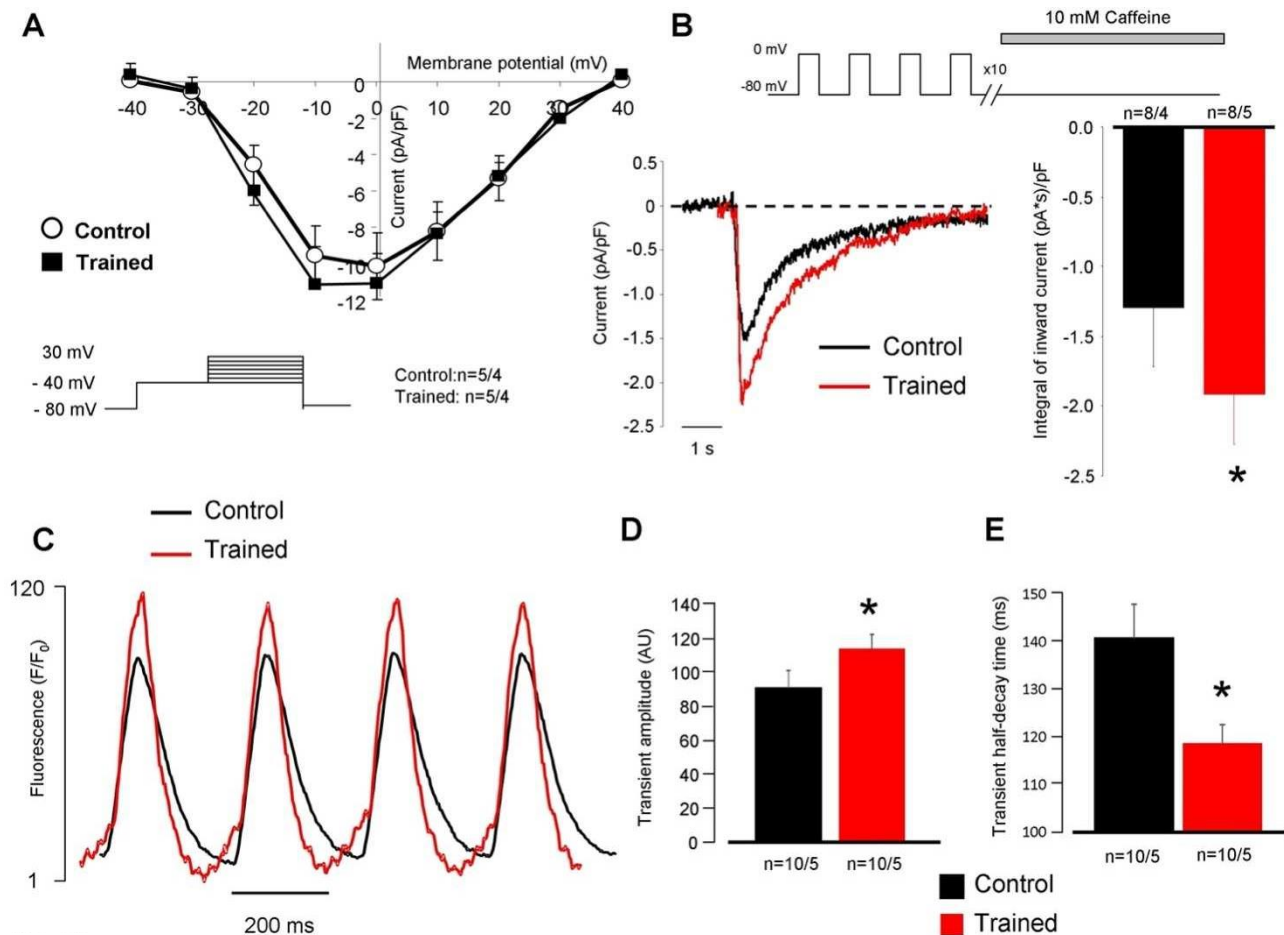 A
Membrane potential (mV)
0
-40
-30
-20
-10
0
10
20
30
40
-2
-4
-6
-8
-10
-12
Current (pA/pF)
Control
Trained
30 mV
- 40 mV
- 80 mV
Control:n=5/4
Trained: n=5/4
B
10 mM Caffeine
0 mV
-80 mV
x10
0.5
0
-0.5
-1.0
-1.5
-2.0
-2.5
Current (pA/pF)
Control
Trained
1 s
n=8/4
n=8/5
0.0
-0.5
-1.0
-1.5
-2.0
-2.5
Integral of inward current (pA*s)/pF
*
C
Control
Trained
120
1
Fluorescence (F/F0)
200 ms
D
140
120
100
80
60
40
20
0
Transient amplitude (AU)
*
n=10/5
n=10/5
E
150
140
130
120
110
100
Transient half-decay time (ms)
*
n=10/5
n=10/5
Control
Trained